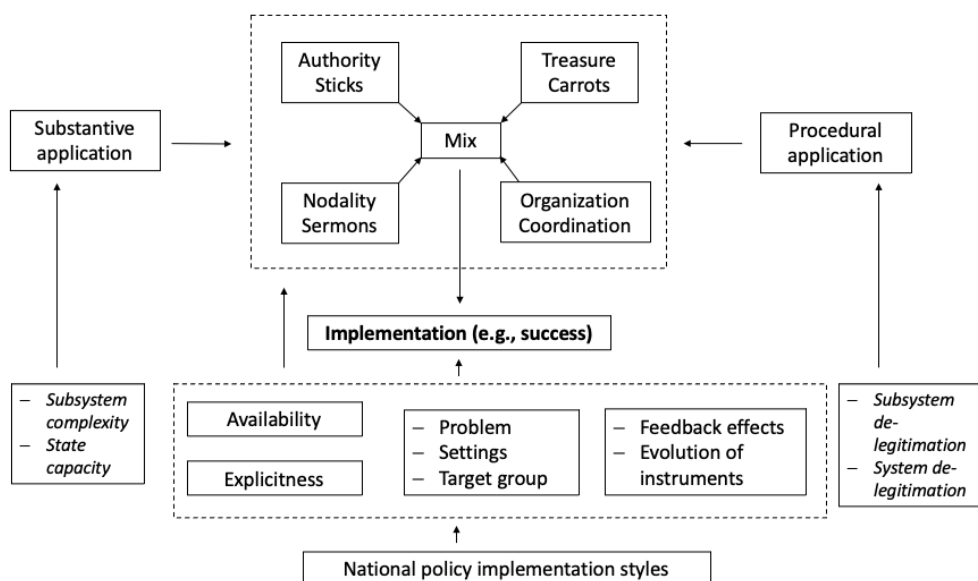 Authority
Sticks
Treasure
Carrots
Substantive
application
Mix
Procedural
application
Nodality
Sermons
Organization
Coordination
Implementation (e.g., success)
– Subsystem
complexity
– State
capacity
Availability
Explicitness
– Problem
– Settings
– Target group
– Feedback effects
– Evolution of
instruments
– Subsystem
de-
legitimation
– System de-
legitimation
National policy implementation styles